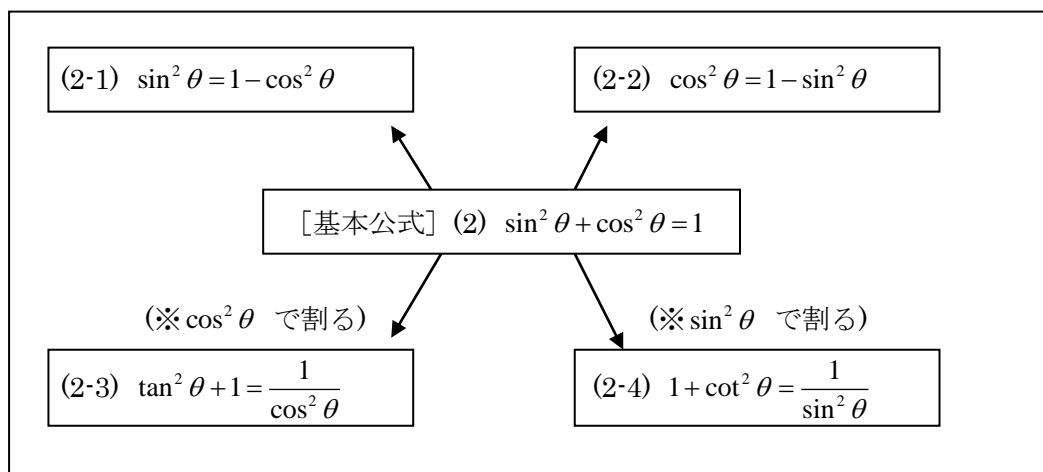 (2-1) sin² θ = 1 − cos² θ
(2-2) cos² θ = 1 − sin² θ
［基本公式］(2) sin² θ + cos² θ = 1
(※ cos² θ で割る)
(※ sin² θ で割る)
(2-3) tan² θ + 1 = 1/cos² θ
(2-4) 1 + cot² θ = 1/sin² θ